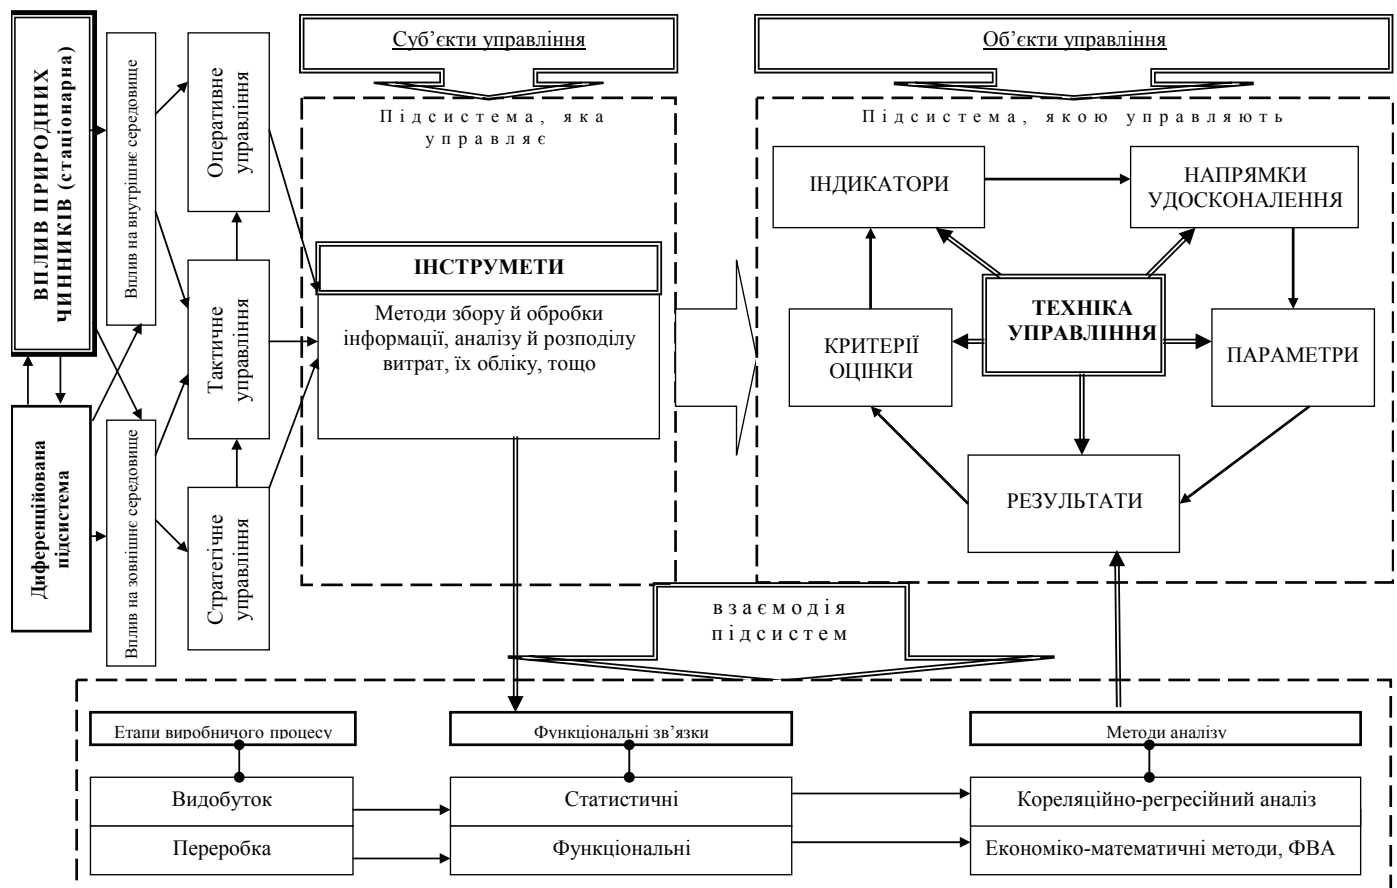 ВПЛИВ ПРИРОДНИХ
ЧИННИКІВ (стаціонарна)
Диференційована
підсистема
Вплив на внутрішнє середовище
Вплив на зовнішнє середовище
Оперативне
управління
Тактичне
управління
Стратегічне
управління
Суб’єкти управління
Підсистема, яка
управляє
ІНСТРУМЕТИ
Методи збору й обробки
інформації, аналізу й розподілу
витрат, їх обліку, тощо
Об’єкти управління
Підсистема, якою управляють
ІНДИКАТОРИ
НАПРЯМКИ
УДОСКОНАЛЕННЯ
ТЕХНІКА
УПРАВЛІННЯ
КРИТЕРІЇ
ОЦІНКИ
ПАРАМЕТРИ
РЕЗУЛЬТАТИ
взаємодія
підсистем
Етапи виробничого процесу
Видобуток
Переробка
Функціональні зв’язки
Статистичні
Функціональні
Методи аналізу
Кореляційно-регресійний аналіз
Економіко-математичні методи, ФВА